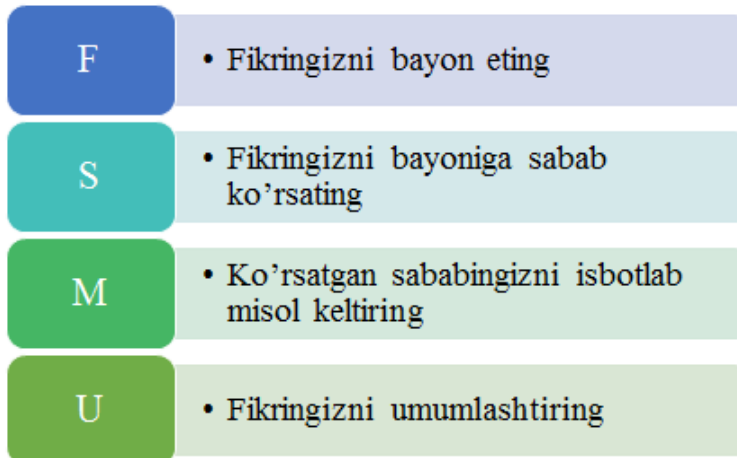 F
• Fikringizni bayon eting
S
• Fikringizni bayoniga sabab
ko’rsating
M
• Ko’rsatgan sababingizni isbotlab
misol keltiring
U
• Fikringizni umumlashtiring